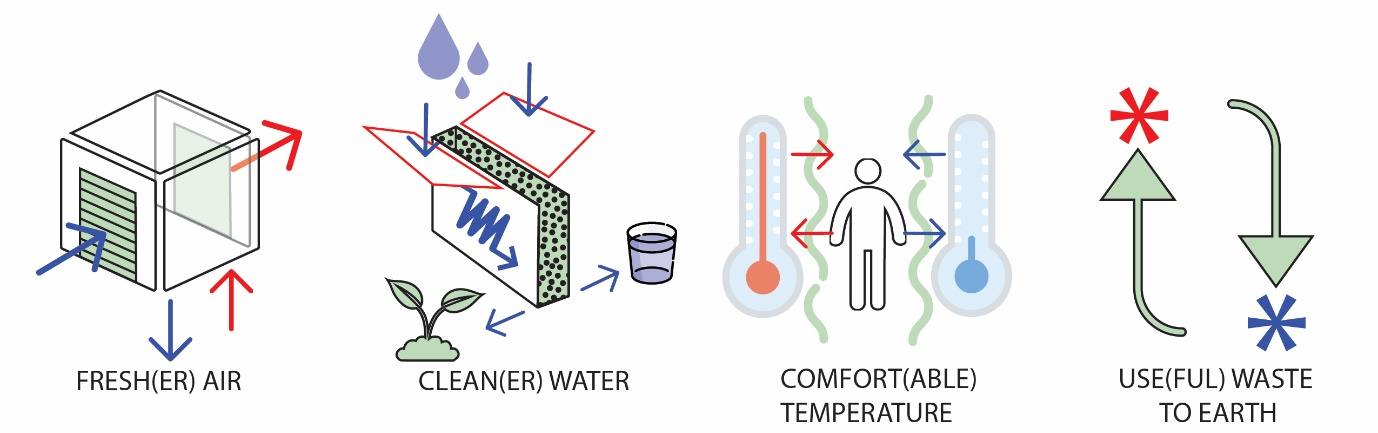 FRESH(ER) AIR
CLEAN(ER) WATER
COMFORT(ABLE)
TEMPERATURE
USE(FUL) WASTE
TO EARTH